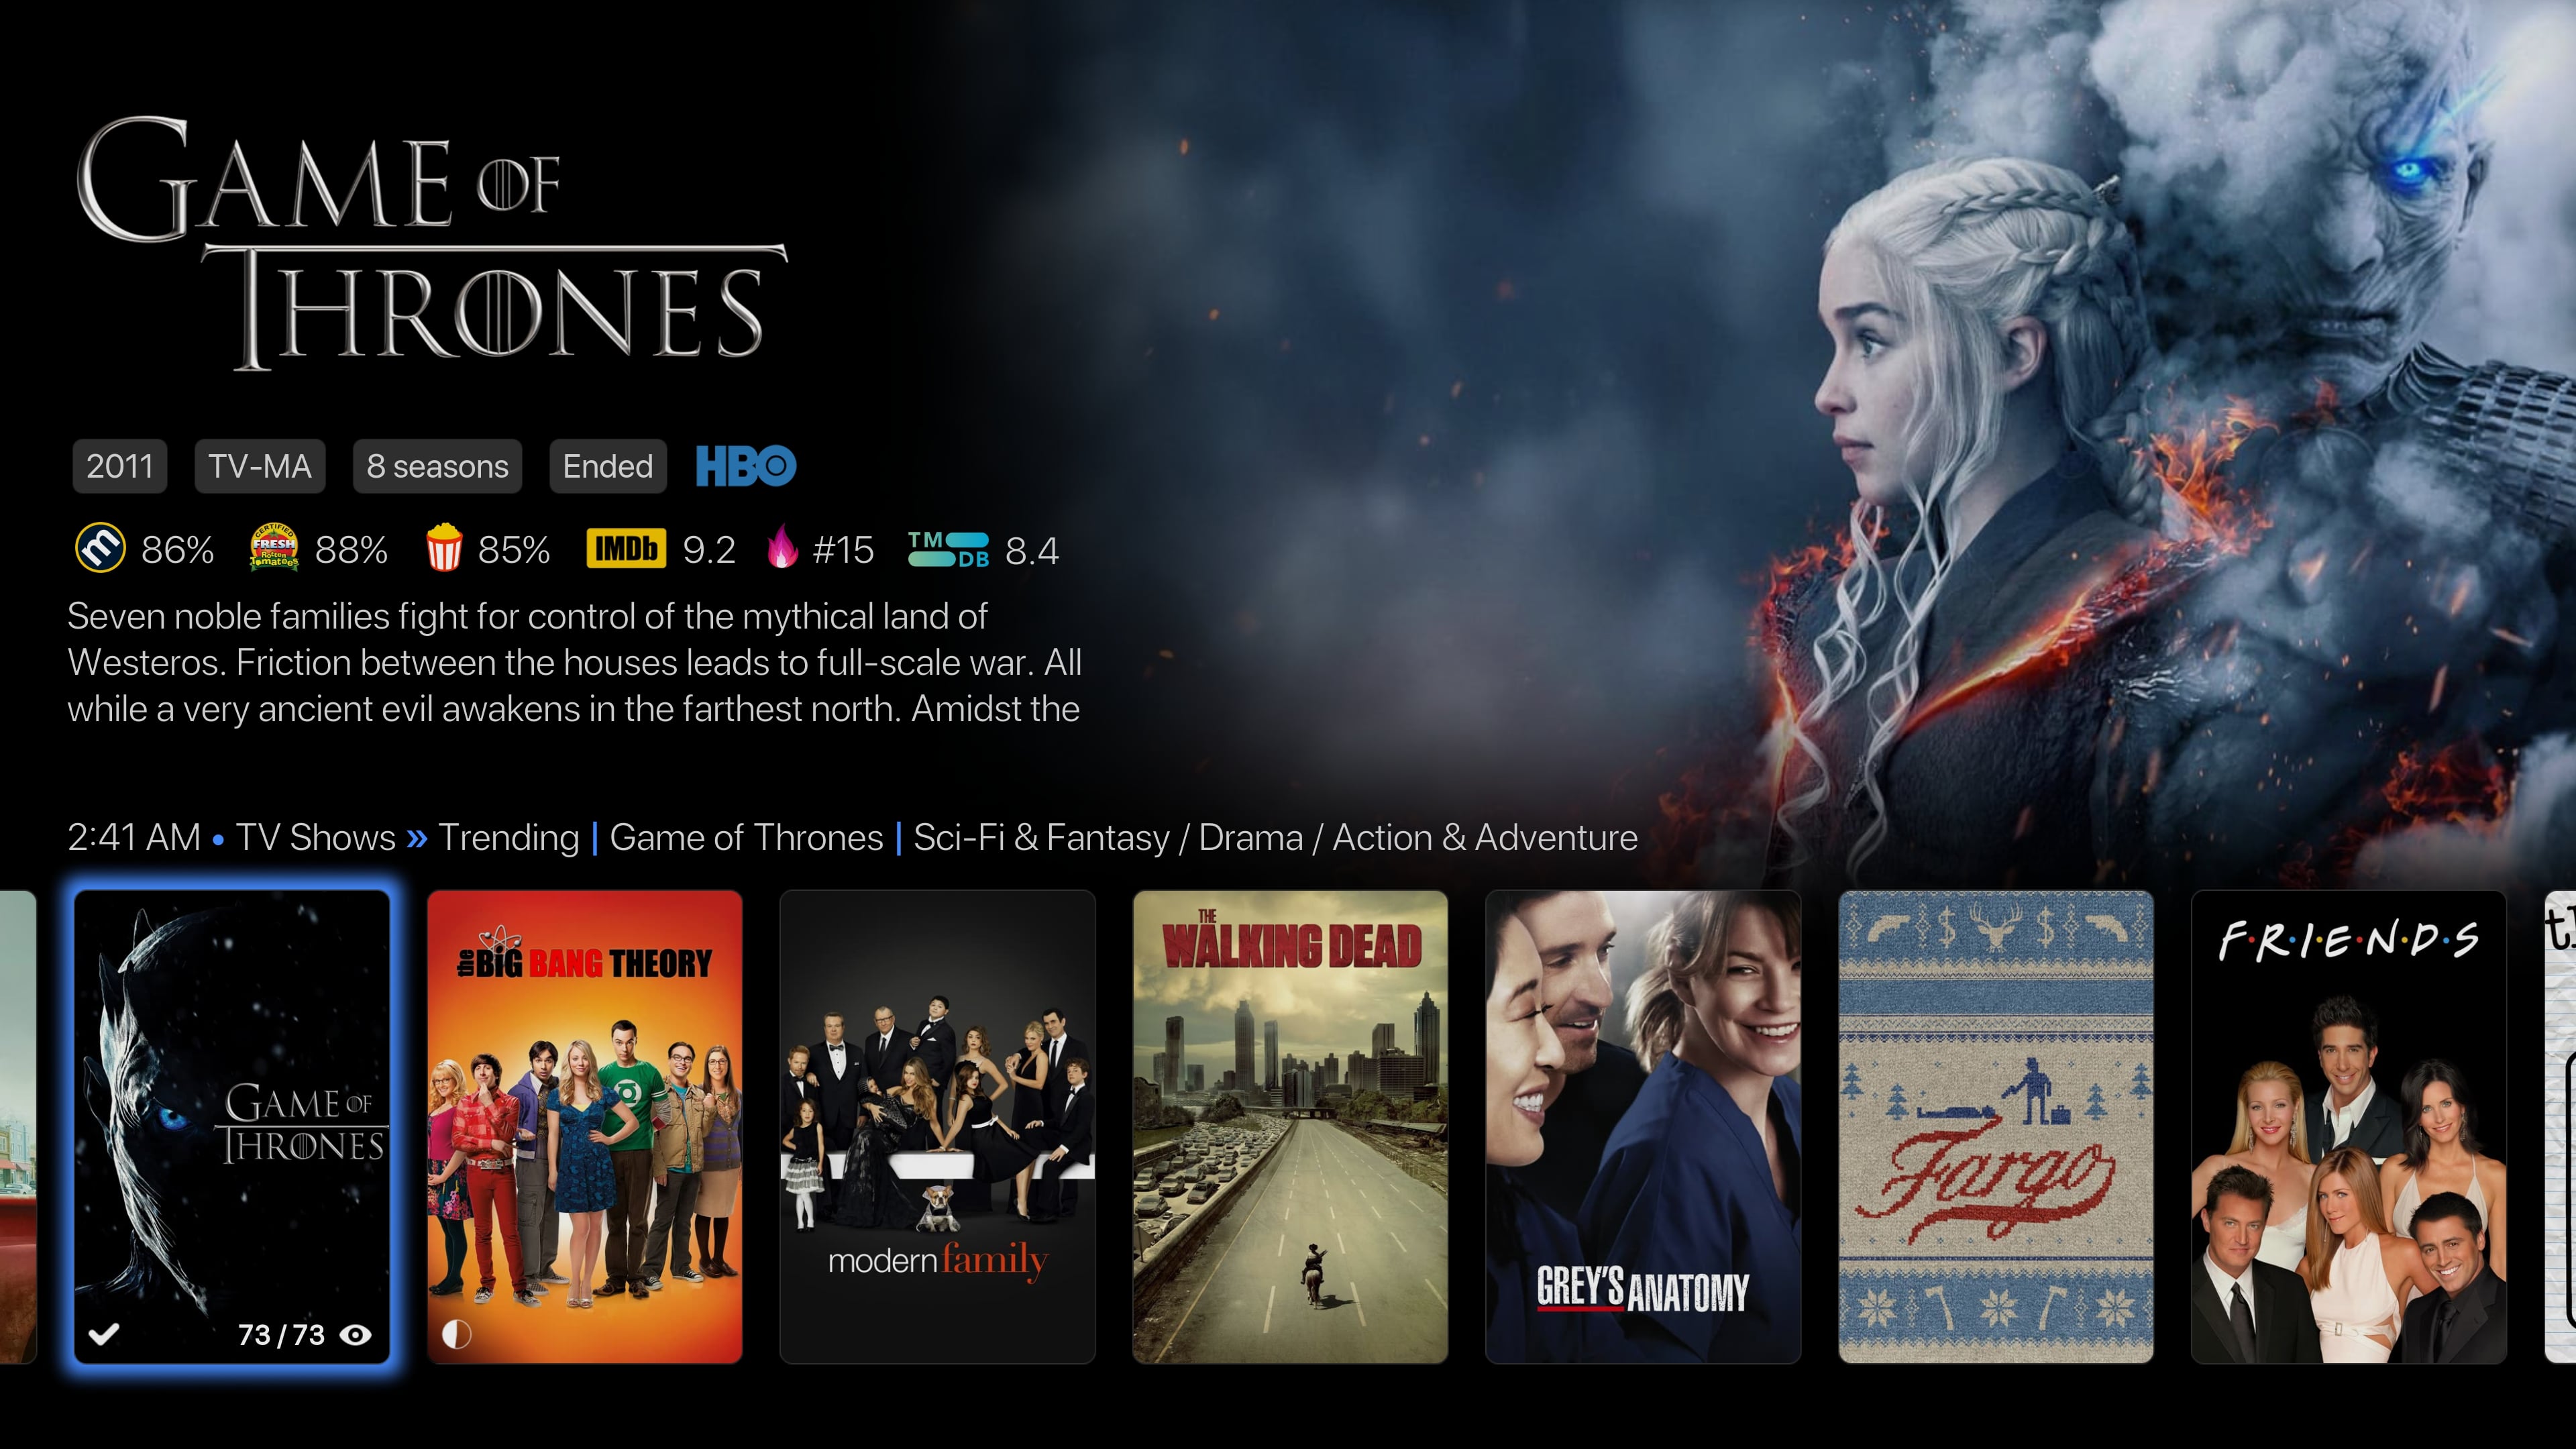 GAME OF
THRONES
2011 TV-MA 8 seasons Ended HBO
m 86% CERTIFIED FRESH Rotten Tomatoes 88% 85% IMDb 9.2 #15 TMDB 8.4
Seven noble families fight for control of the mythical land of
Westeros. Friction between the houses leads to full-scale war. All
while a very ancient evil awakens in the farthest north. Amidst the
2:41 AM • TV Shows » Trending | Game of Thrones | Sci-Fi & Fantasy / Drama / Action & Adventure
GAME OF
THRONES
73 / 73
the BIG BANG THEORY
modern family
THE
WALKING DEAD
GREY'S ANATOMY
$ $
Fargo
F·R·I·E·N·D·S